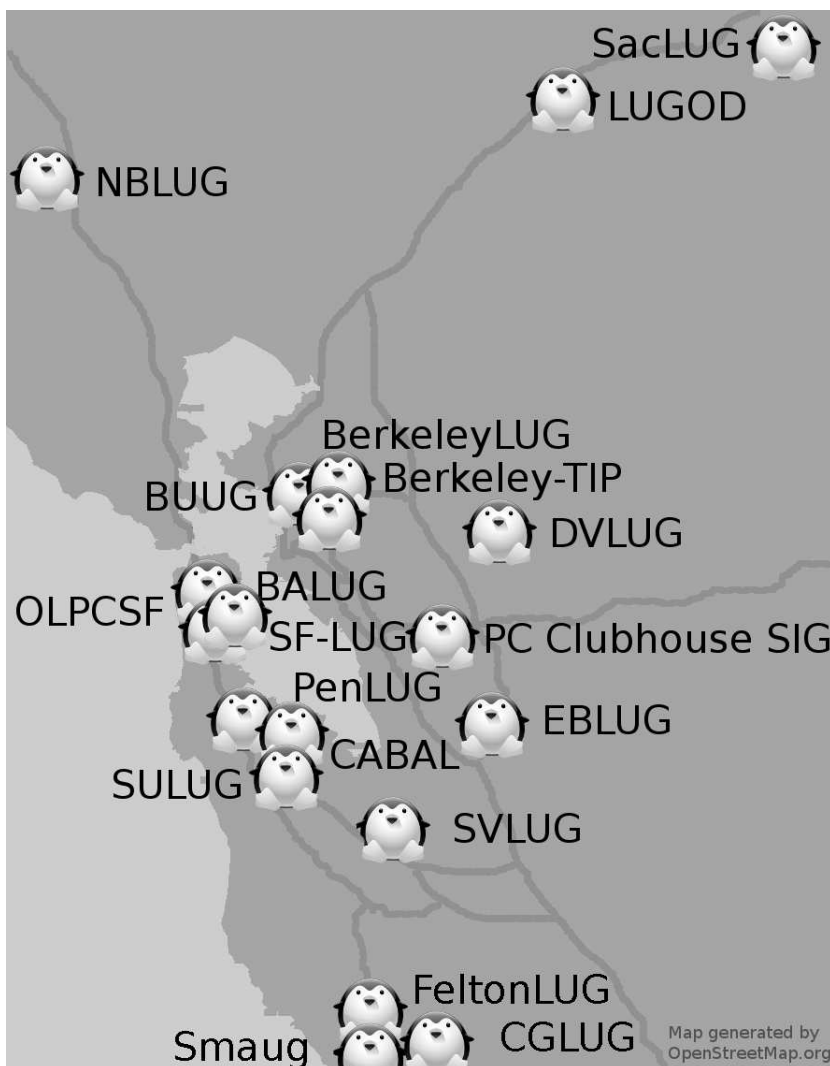 SacLUG
LUGOD
NBLUG
BerkeleyLUG
Berkeley-TIP
BUUG
DVLUG
BALUG
OLPCSF
SF-LUG
PC Clubhouse SIG
PenLUG
EBLUG
CABAL
SULUG
SVLUG
FeltonLUG
CGLUG
Smaug
Map generated by
OpenStreetMap.org